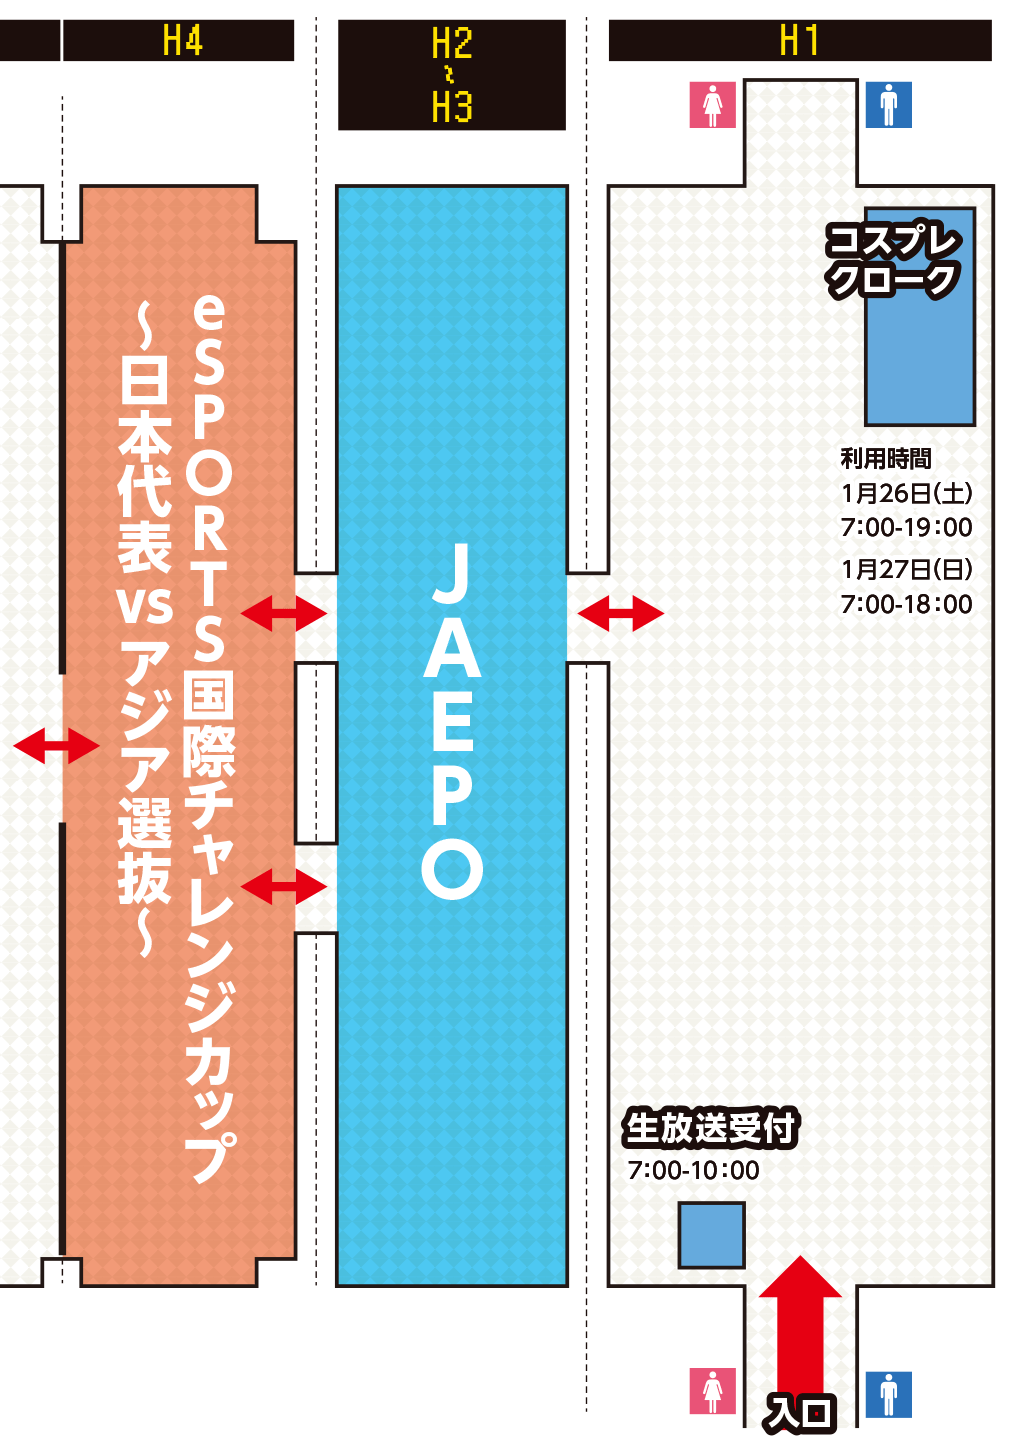 H4
H2
~
H3
H1
コスプレ
クローク
利用時間
1月26日(土)
7:00-19:00
1月27日(日)
7:00-18:00
eSPORTS国際チャレンジカップ
～日本代表 vs アジア選抜～
JAEPO
生放送受付
7:00-10:00
入口